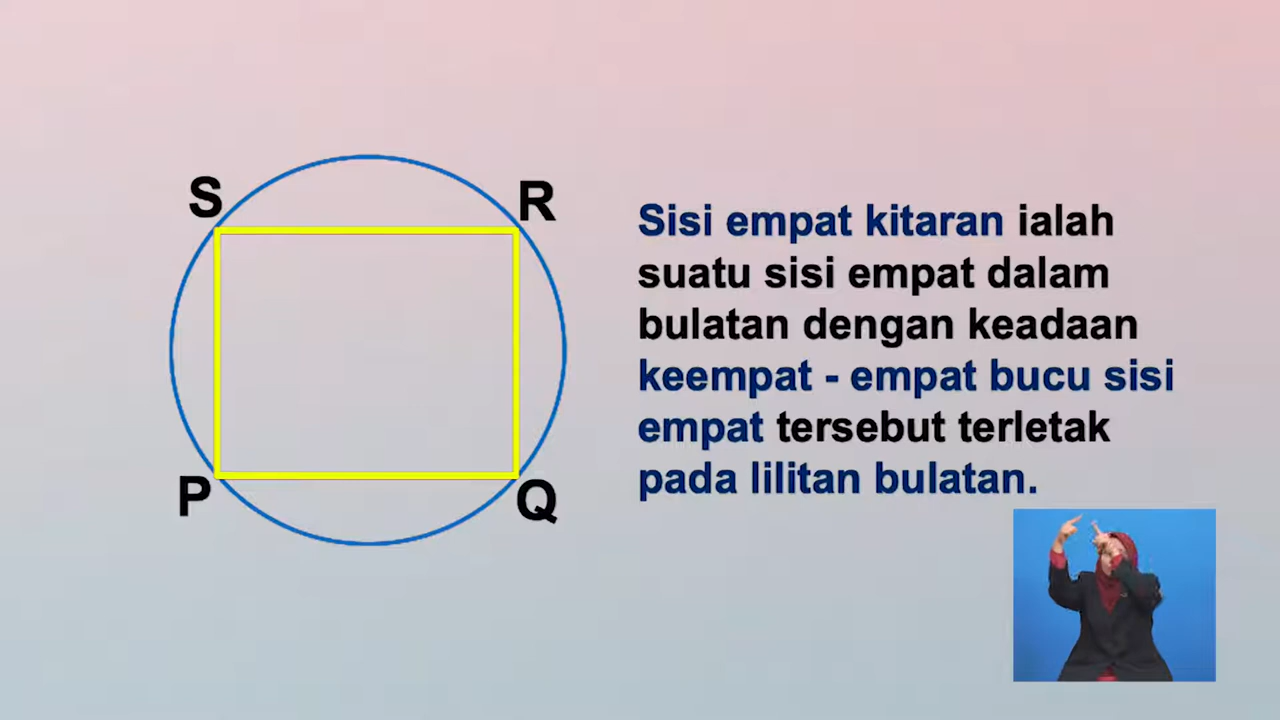 S
R
P
Q
Sisi empat kitaran ialah
suatu sisi empat dalam
bulatan dengan keadaan
keempat - empat bucu sisi
empat tersebut terletak
pada lilitan bulatan.